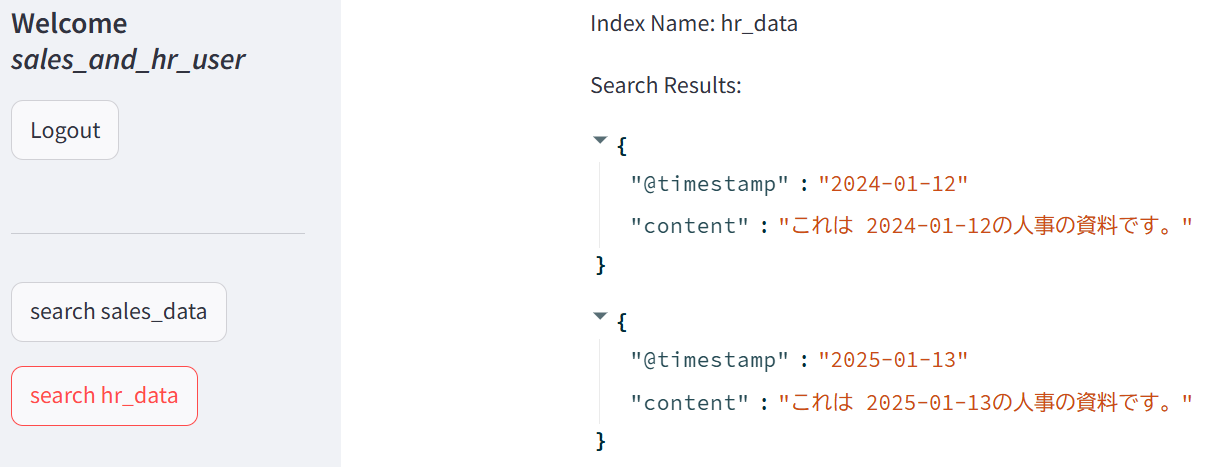 Welcome
sales_and_hr_user
Logout
search sales_data
search hr_data
Index Name: hr_data
Search Results:
{
"@timestamp" : "2024-01-12"
"content" : "これは 2024-01-12の人事の資料です。"
}
{
"@timestamp" : "2025-01-13"
"content" : "これは 2025-01-13の人事の資料です。"
}